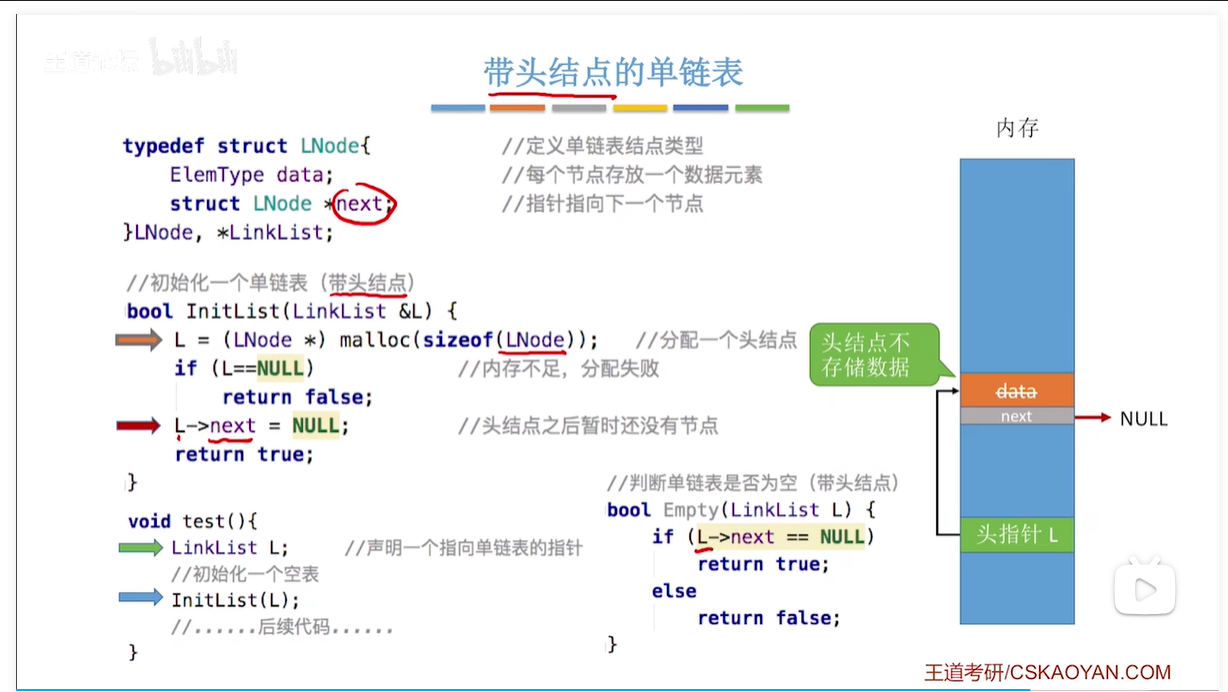 王道论坛 bilibili
带头结点的单链表
typedef struct LNode{ //定义单链表结点类型
ElemType data; //每个节点存放一个数据元素
struct LNode *next; //指针指向下一个节点
}LNode, *LinkList;
//初始化一个单链表（带头结点）
bool InitList(LinkList &L) {
L = (LNode *) malloc(sizeof(LNode)); //分配一个头结点
if (L==NULL) //内存不足，分配失败
return false;
L->next = NULL; //头结点之后暂时还没有节点
return true;
}
void test(){
LinkList L; //声明一个指向单链表的指针
//初始化一个空表
InitList(L);
//......后续代码......
}
//判断单链表是否为空（带头结点）
bool Empty(LinkList L) {
if (L->next == NULL)
return true;
else
return false;
}
内存
头结点不
存储数据
data
next
NULL
头指针 L
王道考研/CSKAOYAN.COM